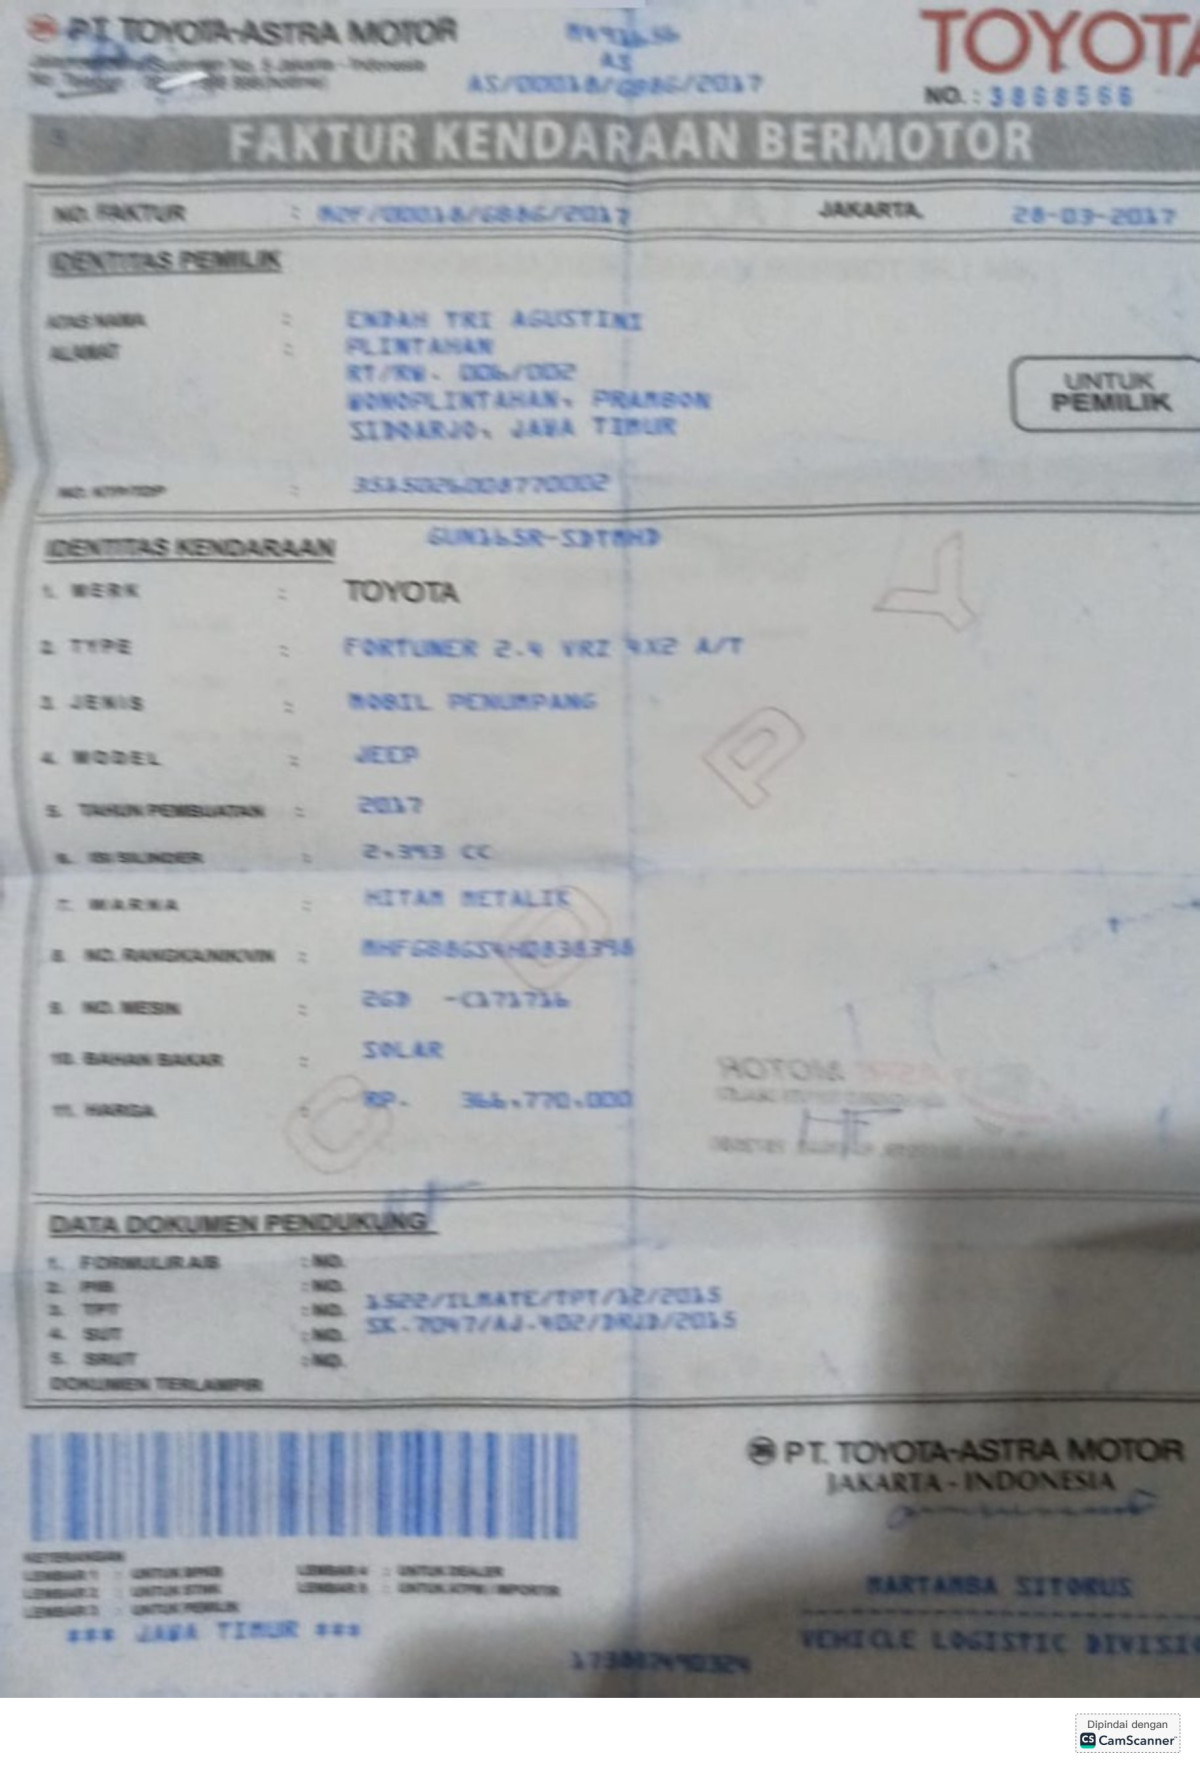 PT. TOYOTA-ASTRA MOTOR
TOYOTA
AS
AS/00018/GB8G/2017
NO. : 3868566
FAKTUR KENDARAAN BERMOTOR
NO. FAKTUR : /00018/GB8G/2017 JAKARTA, 28-03-2017
IDENTITAS PEMILIK
ATAS NAMA : ENDAH TRI AGUSTINI
ALAMAT : PLINTAHAN
RT/RW. 006/002
WONOPLINTAHAN, PRAMBON
SIDOARJO, JAWA TIMUR
UNTUK
PEMILIK
NO. KTP/TDP : 3515026008770002
IDENTITAS KENDARAAN GUN165R-SDTMHD
1. MERK : TOYOTA
2. TYPE : FORTUNER 2.4 VRZ 4X2 A/T
3. JENIS : MOBIL PENUMPANG
4. MODEL : JEEP
5. TAHUN PEMBUATAN : 2017
6. ISI SILINDER : 2,393 CC
7. WARNA : HITAM METALIK
8. NO. RANGKA/NIK/VIN : MHFGB8GS4H0838398
9. NO. MESIN : 2GD -C171716
10. BAHAN BAKAR : SOLAR
11. HARGA : RP. 366,770,000
COPY
DATA DOKUMEN PENDUKUNG
1. FORMULIR A/B : NO.
2. PIB : NO.
3. TPT : NO. 1522/ILMATE/TPT/12/2015
4. SUT : NO. SK.7047/AJ.402/DRJD/2015
5. SRUT : NO.
DOKUMEN TERLAMPIR
PT. TOYOTA-ASTRA MOTOR
JAKARTA - INDONESIA
KETERANGAN
LEMBAR 1 : UNTUK BPKB LEMBAR 4 : UNTUK DEALER
LEMBAR 2 : UNTUK STNK LEMBAR 5 : UNTUK ATPM / IMPORTIR
LEMBAR 3 : UNTUK PEMILIK
*** JAWA TIMUR ***
MARTAMBA SITORUS
VEHICLE LOGISTIC DIVISIO
Dipindai dengan
CS CamScanner